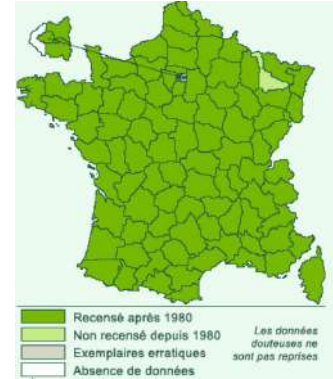 Recensé après 1980
Non recensé depuis 1980
Exemplaires erratiques
Absence de données
Les données
douteuses ne
sont pas reprises